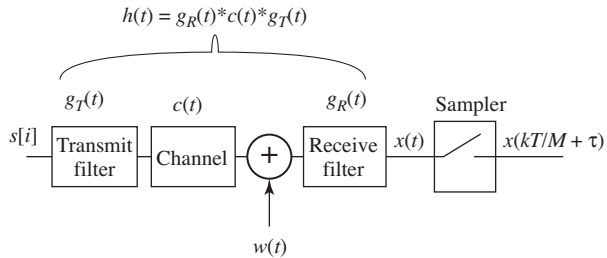 h(t) = g_R(t)*c(t)*g_T(t)
g_T(t)
c(t)
g_R(t)
Sampler
s[i]
Transmit
filter
Channel
+
Receive
filter
x(t)
x(kT/M + τ)
w(t)